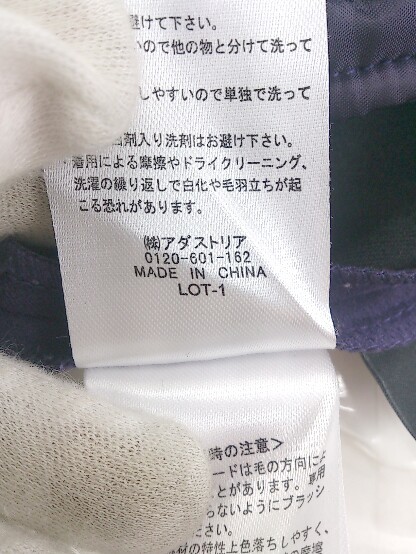 避けて下さい。
ので他の物と分けて洗って
しやすいので単独で洗って
剤入り洗剤はお避け下さい。
着用による摩擦やドライクリーニング、
洗濯の繰り返しで白化や毛羽立ちが起
こる恐れがあります。
㈱アダストリア
0120-601-162
MADE IN CHINA
LOT-1
時の注意>
ードは毛の方向に
とがあります。専用
らないようにブラッシ
さい。
材の特性上色落ちしやすく、